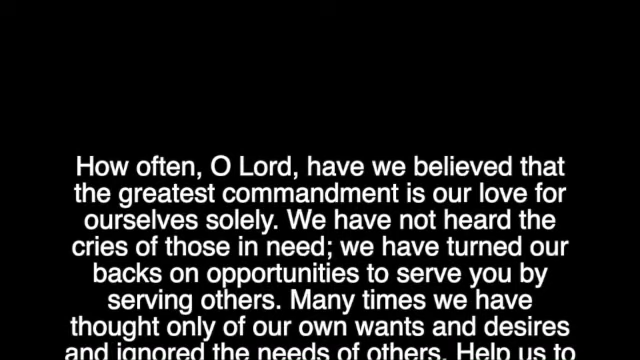 How often, O Lord, have we believed that
the greatest commandment is our love for
ourselves solely. We have not heard the
cries of those in need; we have turned our
backs on opportunities to serve you by
serving others. Many times we have
thought only of our own wants and desires
and ignored the needs of others. Help us to